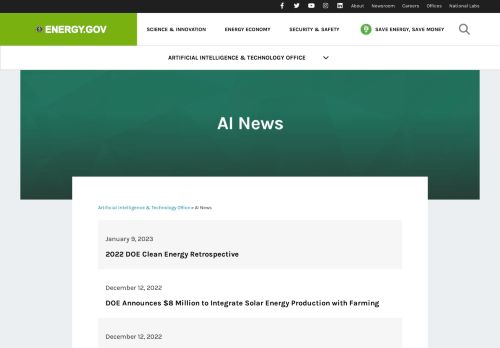 About Newsroom Careers Offices National Labs
ENERGY.GOV SCIENCE & INNOVATION ENERGY ECONOMY SECURITY & SAFETY SAVE ENERGY, SAVE MONEY
ARTIFICIAL INTELLIGENCE & TECHNOLOGY OFFICE
AI News
Artificial Intelligence & Technology Office » AI News
January 9, 2023
2022 DOE Clean Energy Retrospective
December 12, 2022
DOE Announces $8 Million to Integrate Solar Energy Production with Farming
December 12, 2022